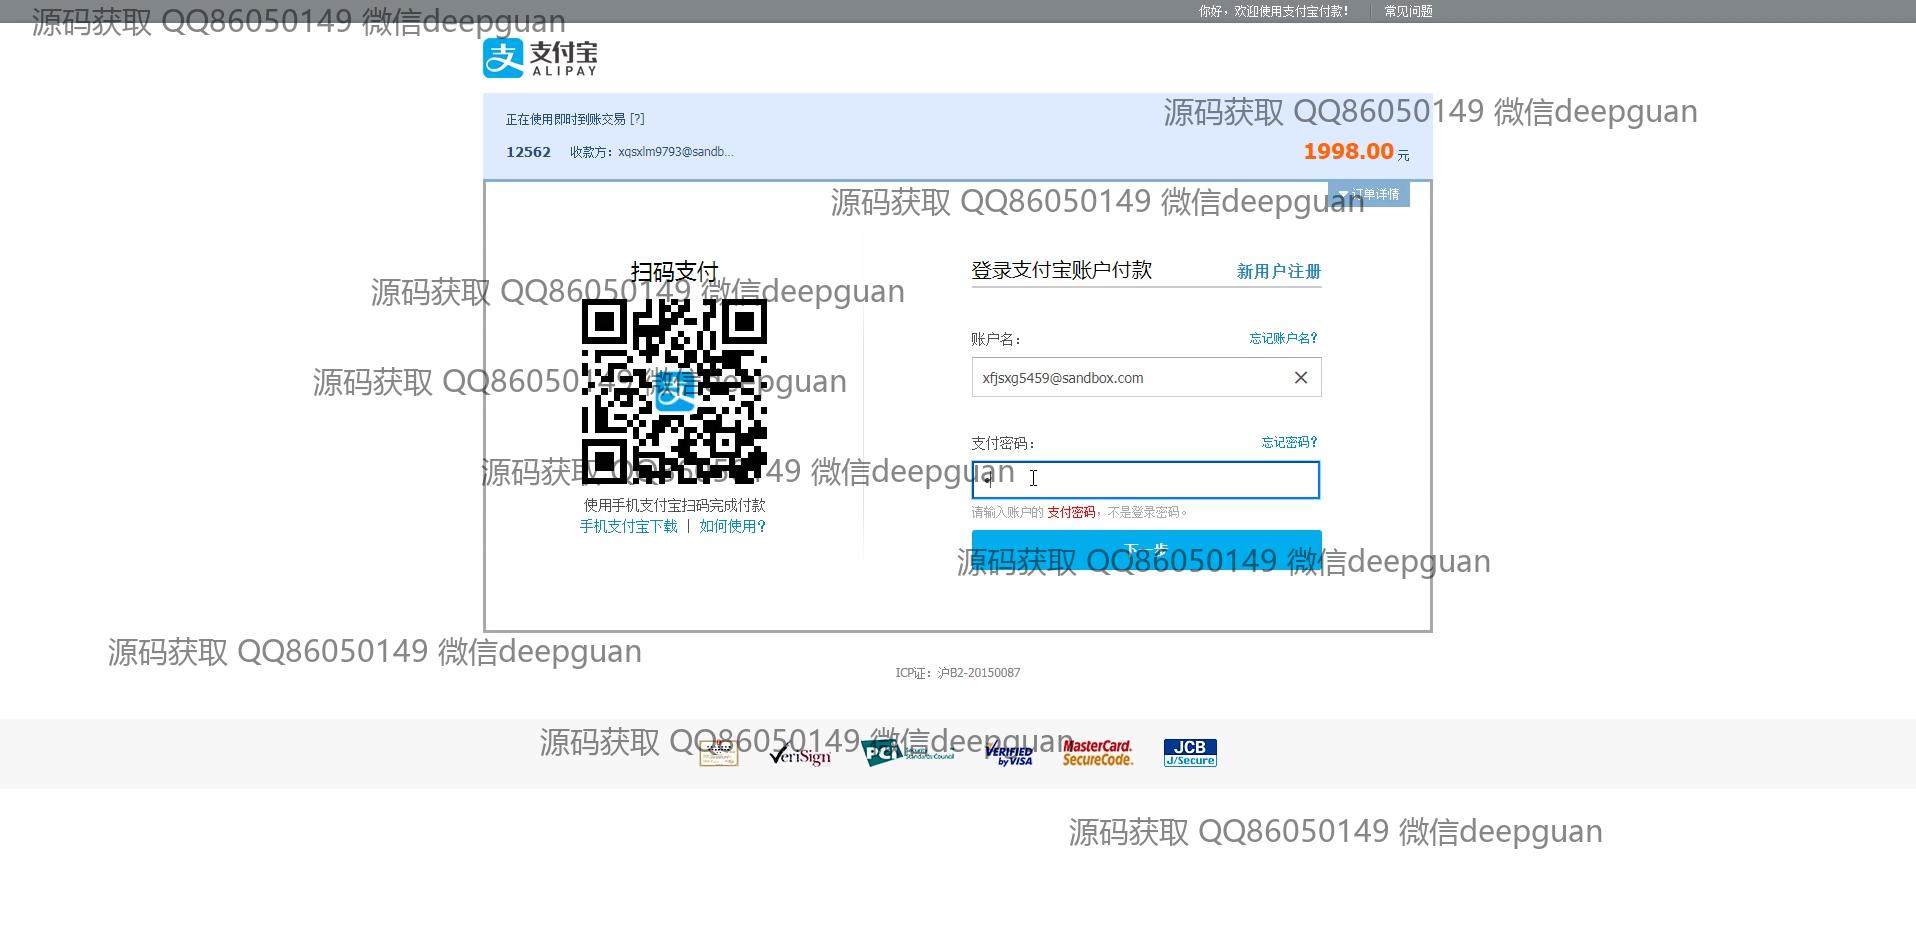 你好，欢迎使用支付宝付款！ 常见问题
源码获取 QQ86050149 微信deepguan
支付宝
ALIPAY
源码获取 QQ86050149 微信deepguan
正在使用即时到账交易 [?]
12562 收款方：xqsxlm9793@sandb...
1998.00 元
订单详情
源码获取 QQ86050149 微信deepguan
扫码支付
登录支付宝账户付款 新用户注册
源码获取 QQ86050149 微信deepguan
账户名： 忘记账户名？
xfjsxg5459@sandbox.com
源码获取 QQ86050149 微信deepguan
支付密码： 忘记密码？
源码获取 QQ86050149 微信deepguan
使用手机支付宝扫码完成付款
手机支付宝下载 | 如何使用？
请输入账户的 支付密码，不是登录密码。
下一步
源码获取 QQ86050149 微信deepguan
源码获取 QQ86050149 微信deepguan
ICP证：沪B2-20150087
源码获取 QQ86050149 微信deepguan
VeriSign
PCI Security Standards Council
VERIFIED by VISA
MasterCard. SecureCode.
JCB J/Secure
源码获取 QQ86050149 微信deepguan